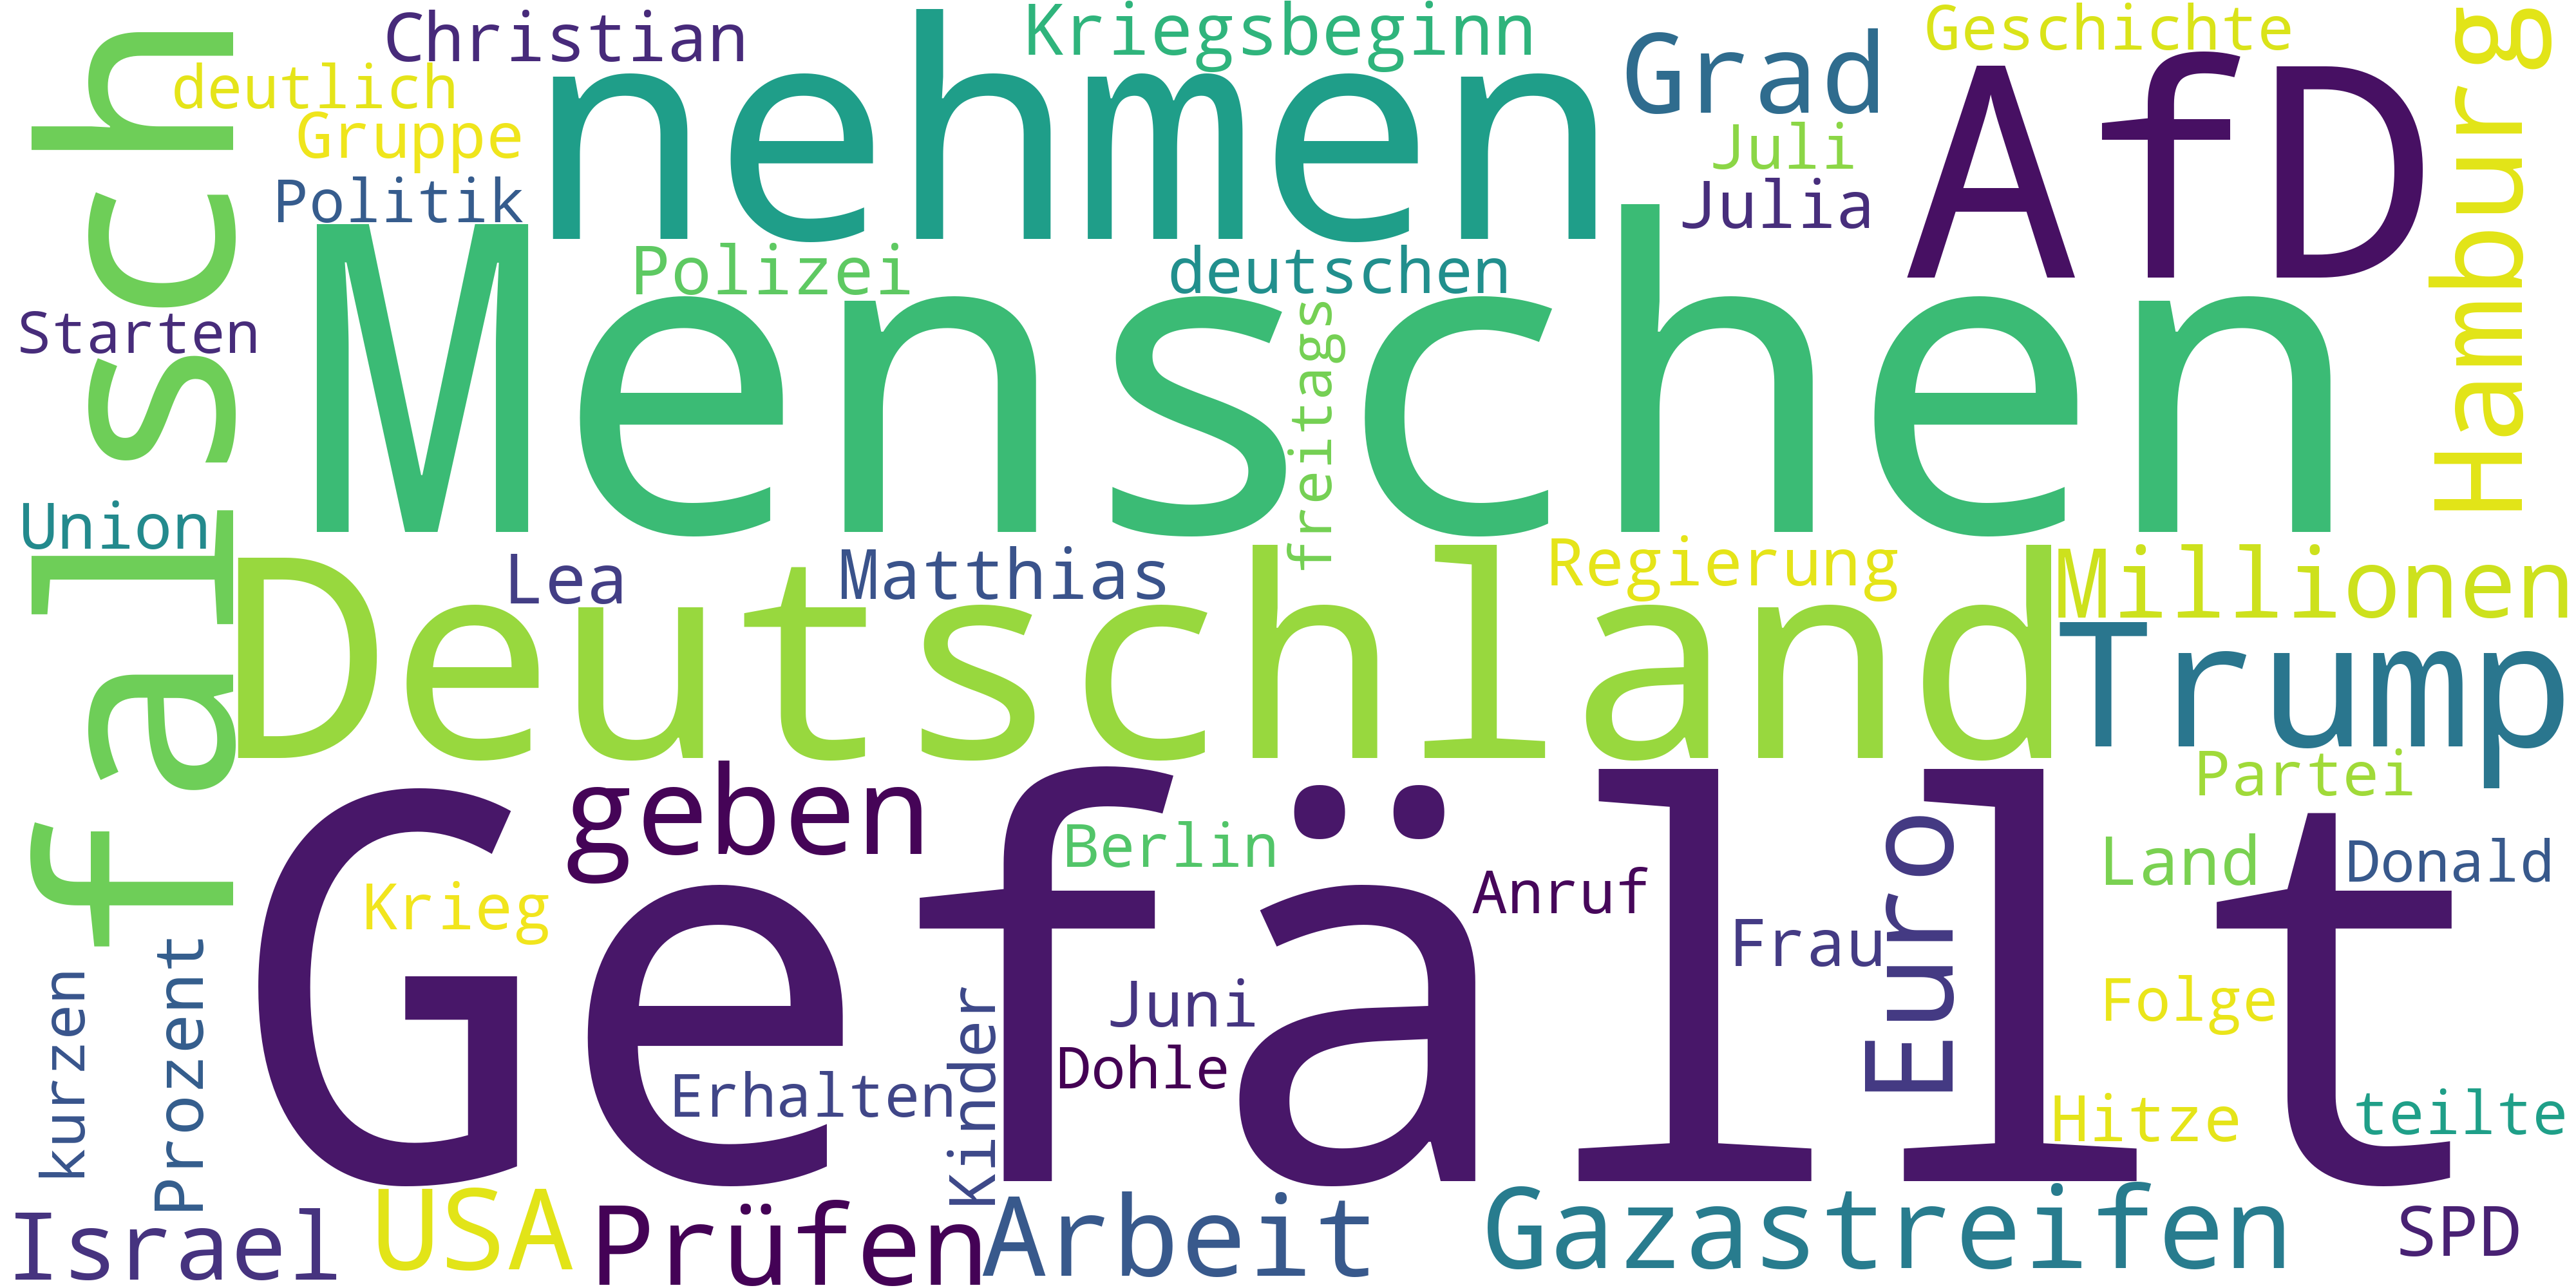 Christian
Kriegsbeginn
Geschichte
Hamburg
falsch
deutlich
nehmen
Grad
AfD
Gruppe
Juli
Politik
Julia
Polizei
deutschen
Menschen
Starten
freitags
Union
Lea
Matthias
Regierung
Millionen
Deutschland
Trump
geben
Partei
Berlin
Land
Donald
Gefällt
Anruf
Krieg
Euro
Frau
kurzen
Prozent
Kinder
Juni
Folge
Dohle
Erhalten
Hitze
teilte
Israel
USA
Prüfen
Arbeit
Gazastreifen
SPD